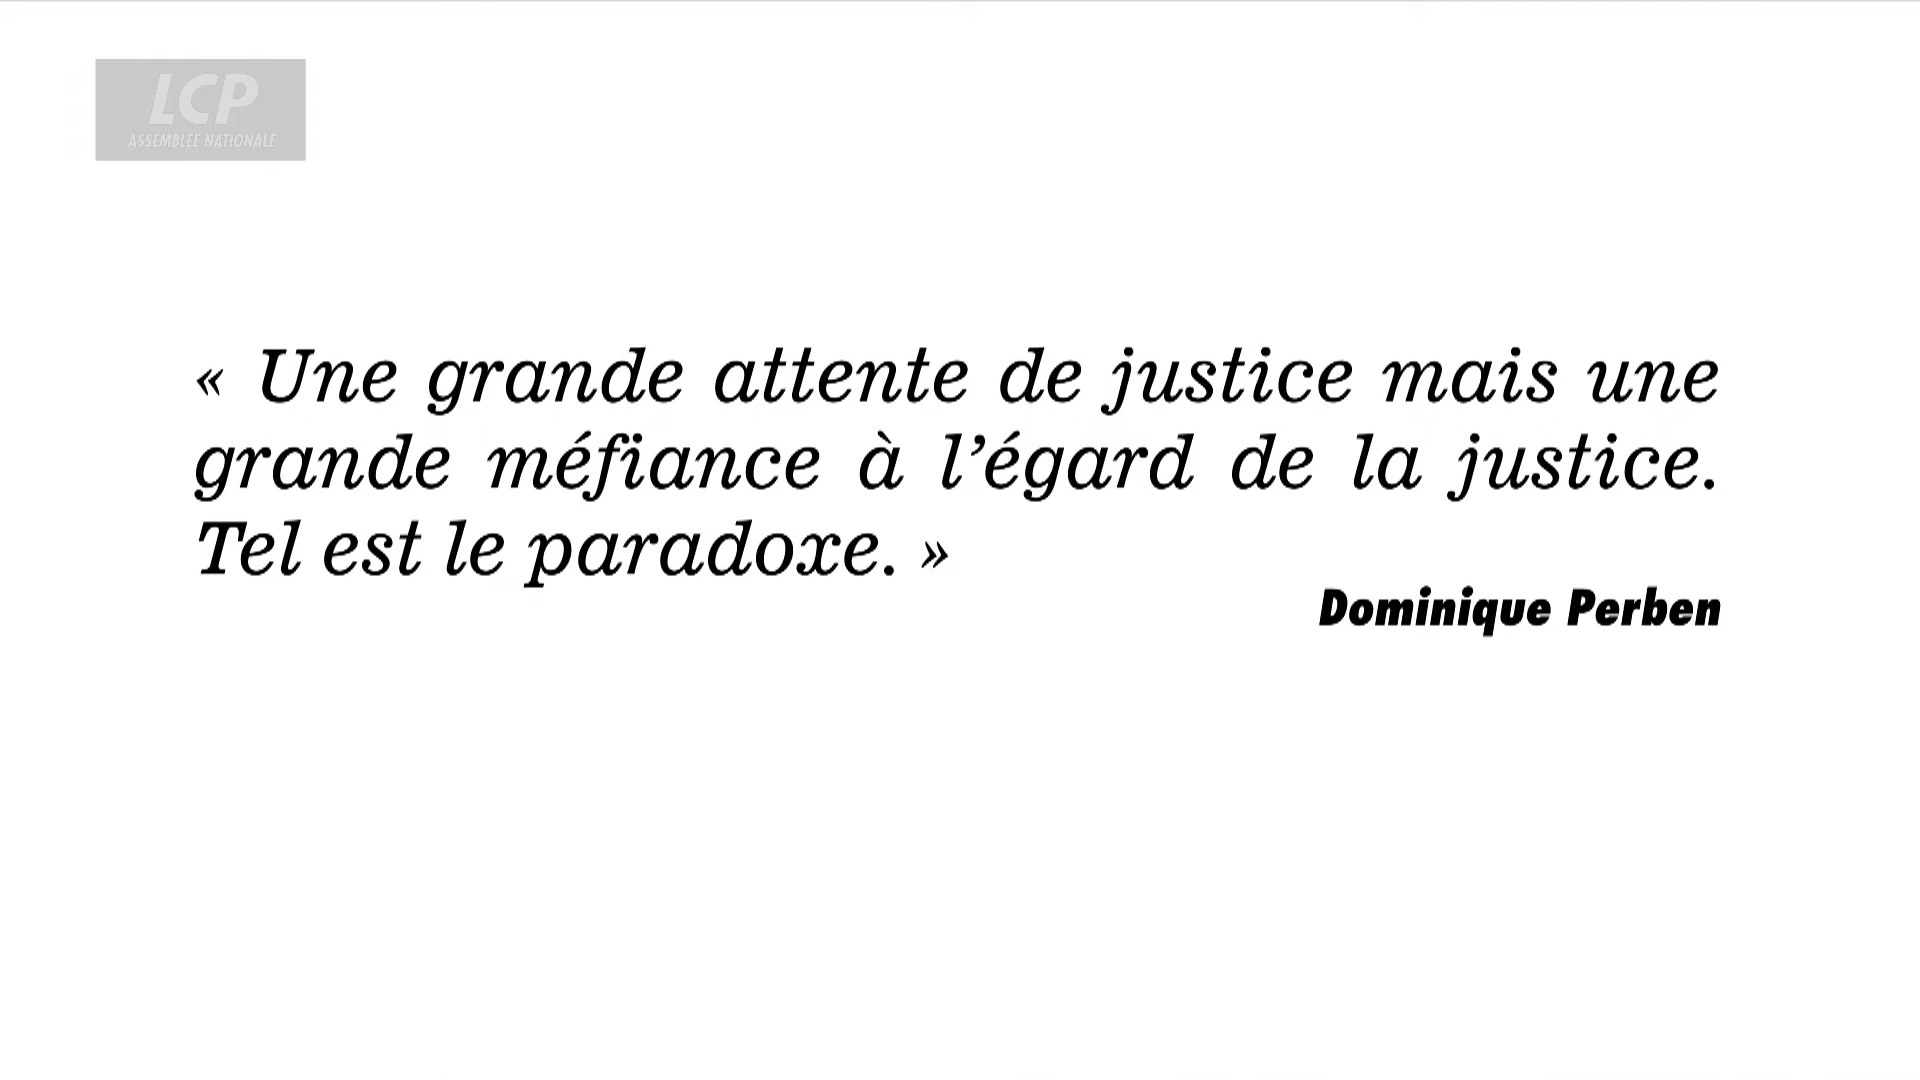 LCP
ASSEMBLÉE NATIONALE
« Une grande attente de justice mais une
grande méfiance à l’égard de la justice.
Tel est le paradoxe. »
Dominique Perben